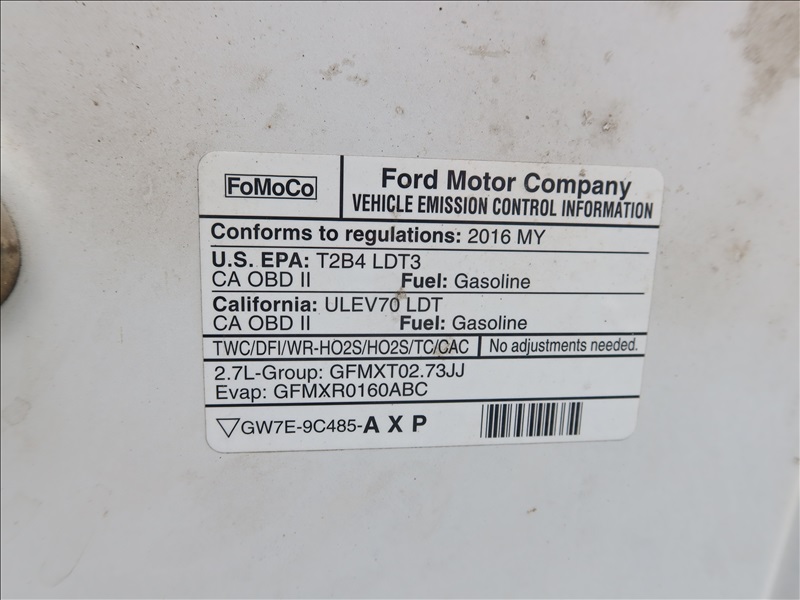 FoMoCo
Ford Motor Company
VEHICLE EMISSION CONTROL INFORMATION
Conforms to regulations: 2016 MY
U.S. EPA: T2B4 LDT3
CA OBD II Fuel: Gasoline
California: ULEV70 LDT
CA OBD II Fuel: Gasoline
TWC/DFI/WR-HO2S/HO2S/TC/CAC No adjustments needed.
2.7L-Group: GFMXT02.73JJ
Evap: GFMXR0160ABC
▽GW7E-9C485-A X P